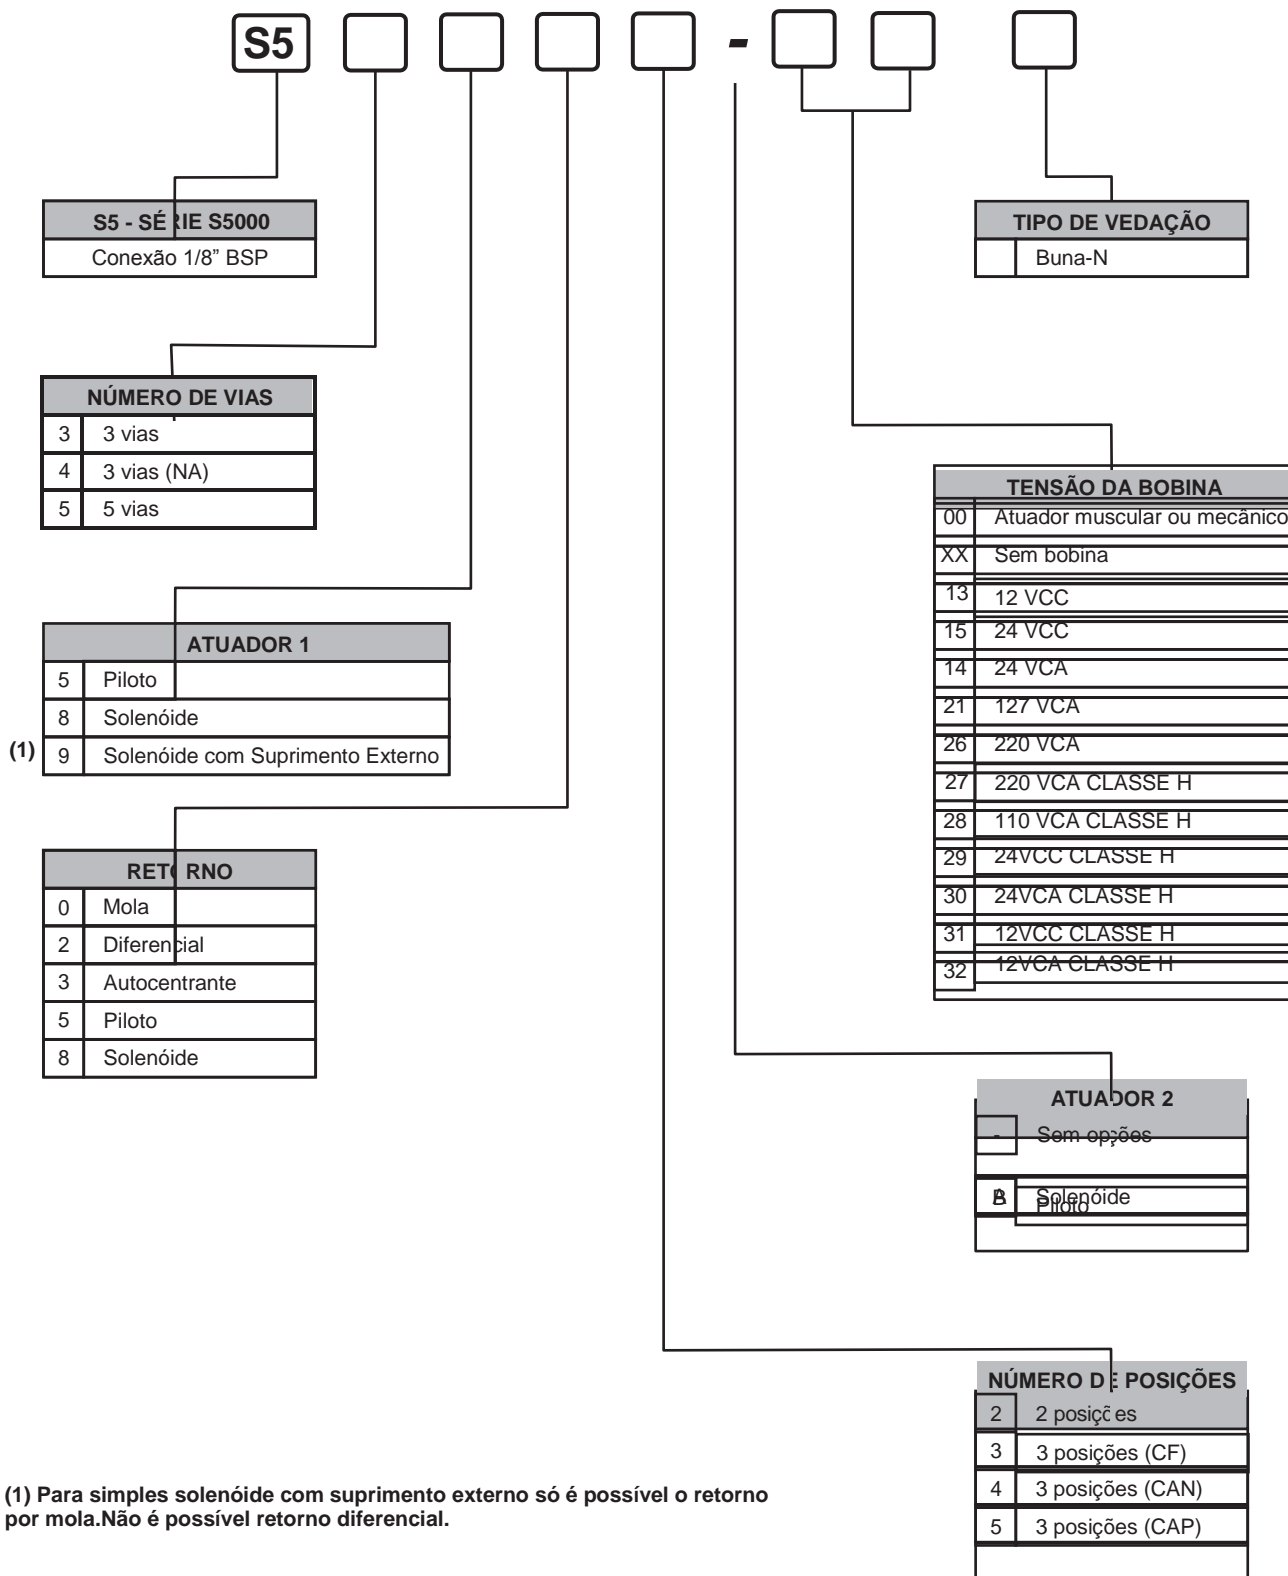 S5 -
S5 - SÉRIE S5000
Conexão 1/8” BSP
TIPO DE VEDAÇÃO
Buna-N
NÚMERO DE VIAS
3 3 vias
4 3 vias (NA)
5 5 vias
TENSÃO DA BOBINA
00 Atuador muscular ou mecânico
XX Sem bobina
13 12 VCC
15 24 VCC
14 24 VCA
21 127 VCA
26 220 VCA
27 220 VCA CLASSE H
28 110 VCA CLASSE H
29 24VCC CLASSE H
30 24VCA CLASSE H
31 12VCC CLASSE H
32 12VCA CLASSE H
ATUADOR 1
5 Piloto
8 Solenóide
(1) 9 Solenóide com Suprimento Externo
RETORNO
0 Mola
2 Diferencial
3 Autocentrante
5 Piloto
8 Solenóide
ATUADOR 2
- Sem opções
A Solenóide
B Piloto
NÚMERO DE POSIÇÕES
2 2 posições
3 3 posições (CF)
4 3 posições (CAN)
5 3 posições (CAP)
(1) Para simples solenóide com suprimento externo só é possível o retorno
por mola.Não é possível retorno diferencial.